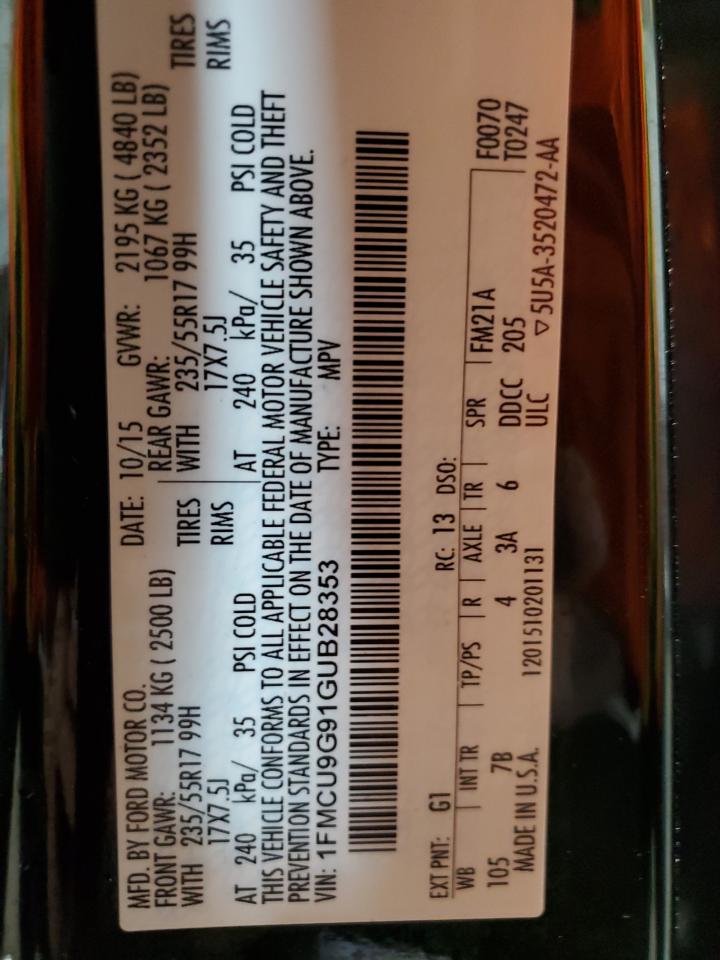 MFD. BY FORD MOTOR CO. DATE: 10/15 GVWR: 2195 KG ( 4840 LB)
FRONT GAWR: 1134 KG ( 2500 LB) REAR GAWR: 1067 KG ( 2352 LB)
WITH 235/55R17 99H TIRES WITH 235/55R17 99H TIRES
17X7.5J RIMS 17X7.5J RIMS
AT 240 kPa/ 35 PSI COLD AT 240 kPa/ 35 PSI COLD
THIS VEHICLE CONFORMS TO ALL APPLICABLE FEDERAL MOTOR VEHICLE SAFETY AND THEFT
PREVENTION STANDARDS IN EFFECT ON THE DATE OF MANUFACTURE SHOWN ABOVE.
VIN: 1FMCU9G91GUB28353 TYPE: MPV
EXT PNT: G1 RC: 13 DSO: F0070
WB INT TR TP/PS R AXLE TR SPR FM21A T0247
105 7B 4 3A 6 DDCC 205
MADE IN U.S.A. 1201510201131 ULC ▽5U5A-3520472-AA